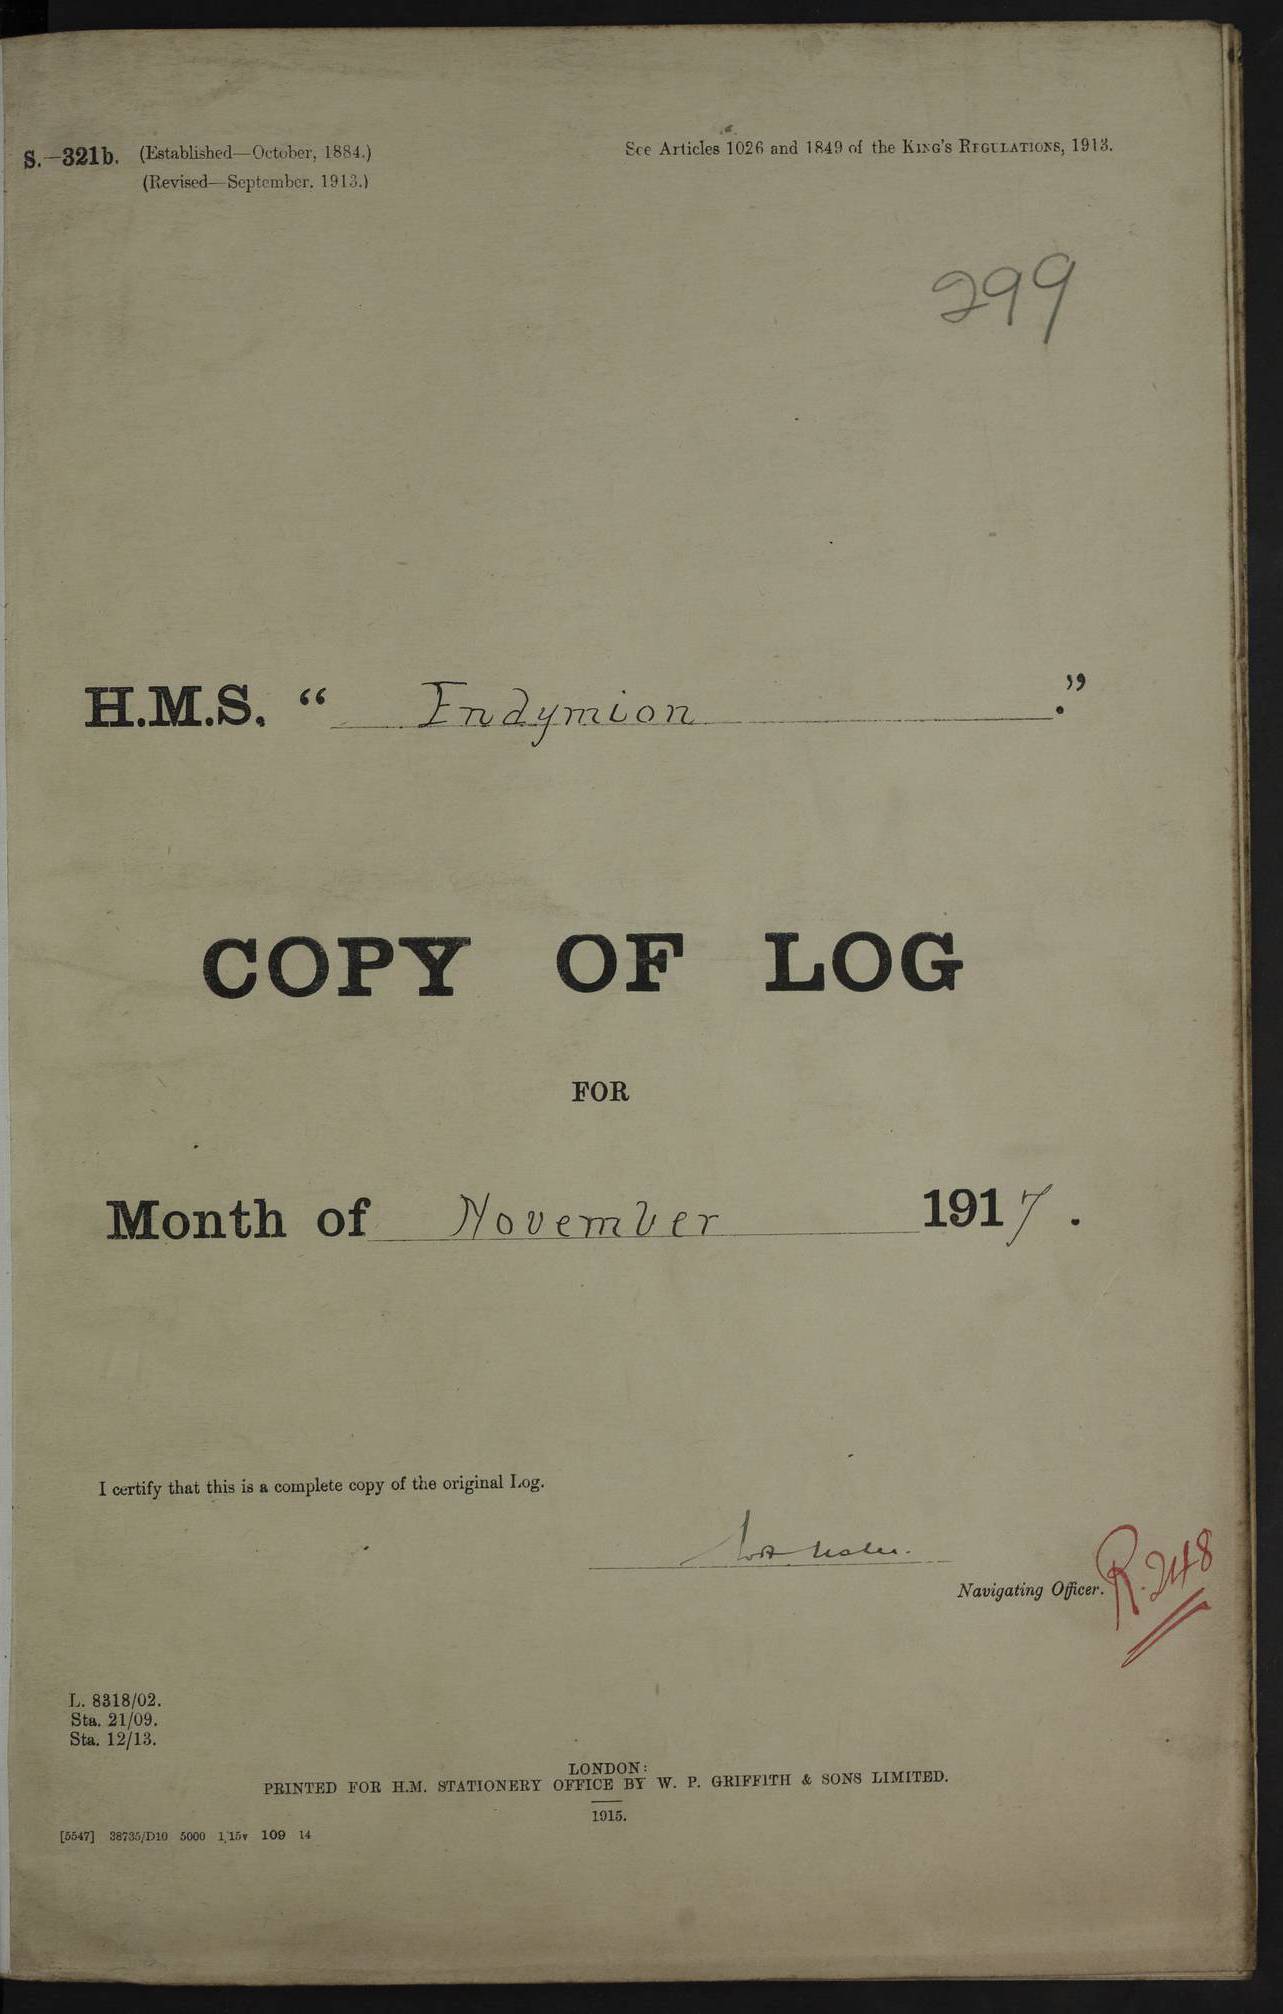 S.—321b. (Established—October, 1884.)
(Revised—September, 1913.)
See Articles 1026 and 1849 of the KING'S REGULATIONS, 1913.
299
H.M.S. “ Endymion .”
COPY OF LOG
FOR
Month of November 1917.
I certify that this is a complete copy of the original Log.
Navigating Officer.
R. 248
L. 8318/02.
Sta. 21/09.
Sta. 12/13.
LONDON:
PRINTED FOR H.M. STATIONERY OFFICE BY W. P. GRIFFITH & SONS LIMITED.
1915.
[5547] 38735/D10 5000 1/15v 109 14